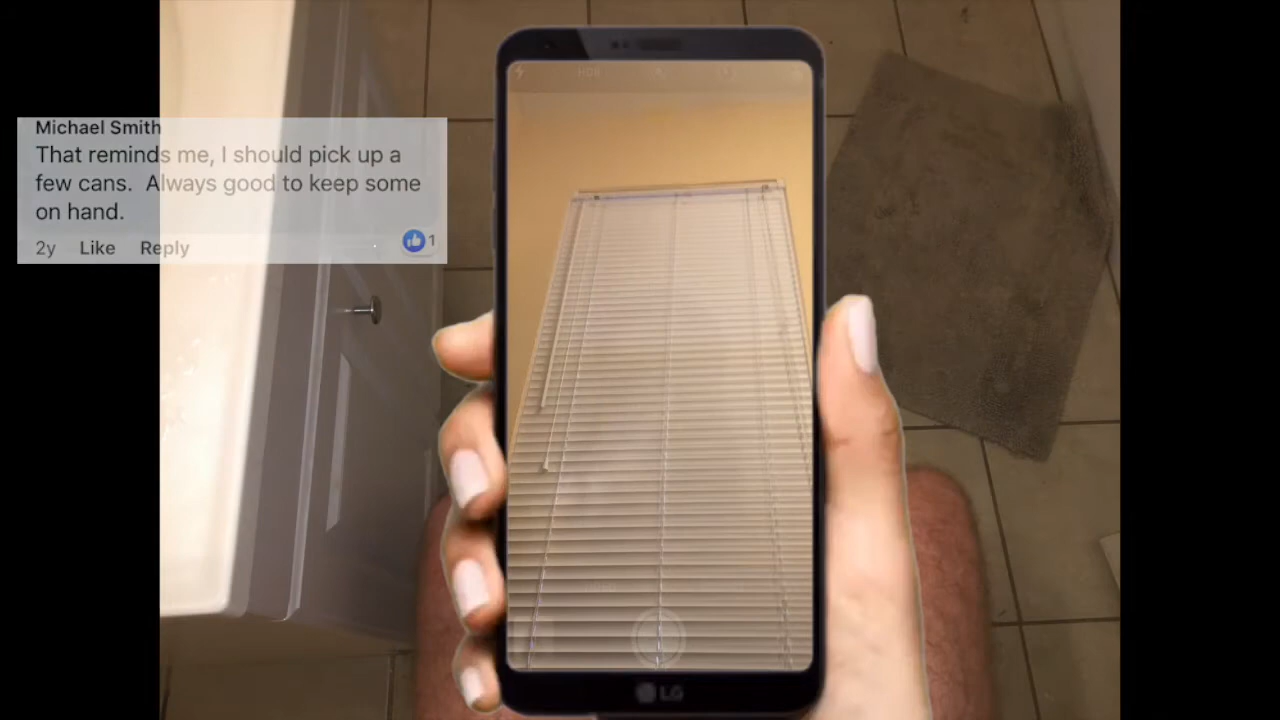 Michael Smith
That reminds me, I should pick up a
few cans. Always good to keep some
on hand.
2y Like Reply 1
HDR
LG